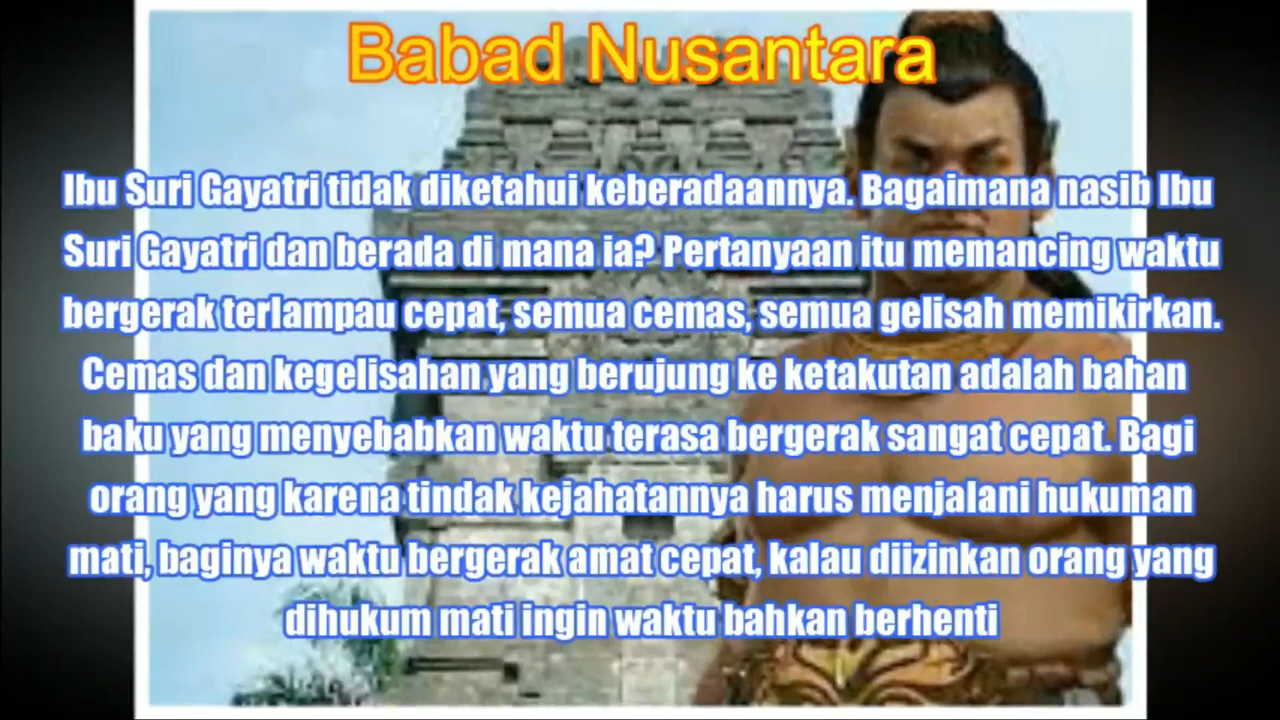 Babad Nusantara
Ibu Suri Gayatri tidak diketahui keberadaannya. Bagaimana nasib Ibu
Suri Gayatri dan berada di mana ia? Pertanyaan itu memancing waktu
bergerak terlampau cepat, semua cemas, semua gelisah memikirkan.
Cemas dan kegelisahan yang berujung ke ketakutan adalah bahan
baku yang menyebabkan waktu terasa bergerak sangat cepat. Bagi
orang yang karena tindak kejahatannya harus menjalani hukuman
mati, baginya waktu bergerak amat cepat, kalau diizinkan orang yang
dihukum mati ingin waktu bahkan berhenti